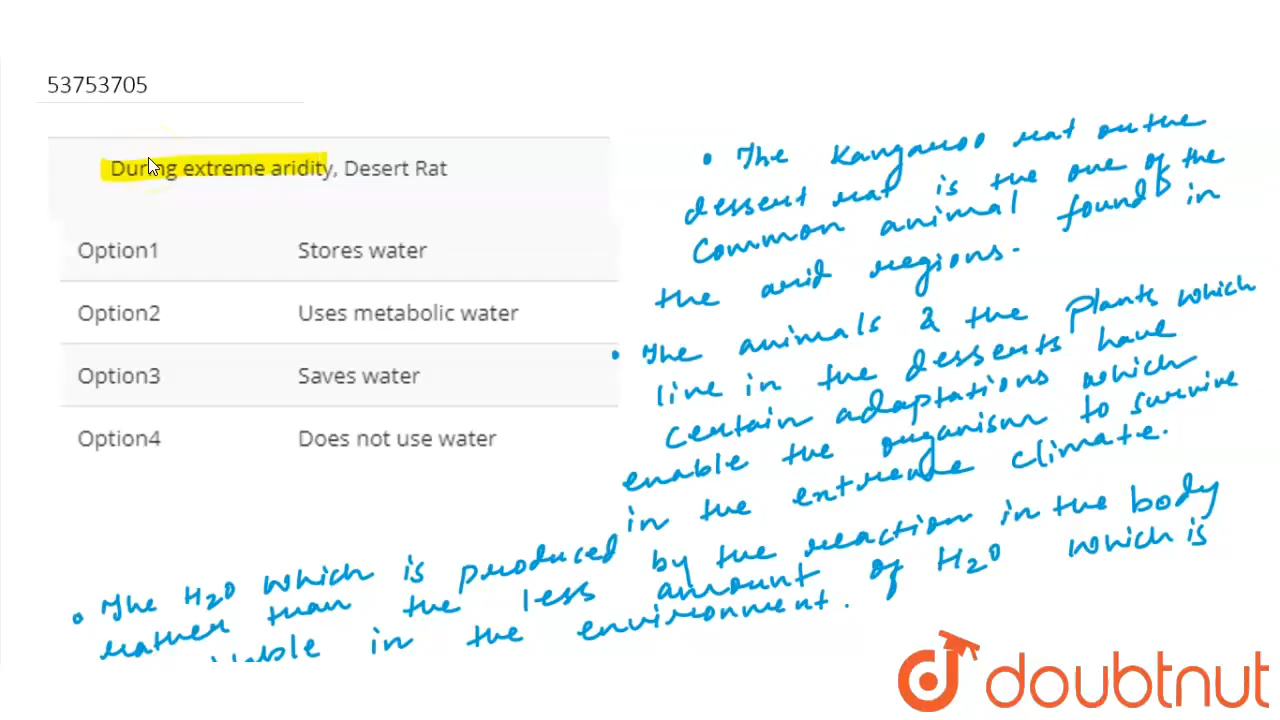 53753705
During extreme aridity, Desert Rat
Option1 Stores water
Option2 Uses metabolic water
Option3 Saves water
Option4 Does not use water
• The Kangaroo rat on the
dessert rat is the one of the
common animal found in
the arid regions.
• The animals & the plants which
live in the desserts have
certain adaptations which
enable the organism to survive
in the extreme climate.
• The H2O which is produced by the reaction in the body
rather than the less amount of H2O which is
in the environment.
doubtnut